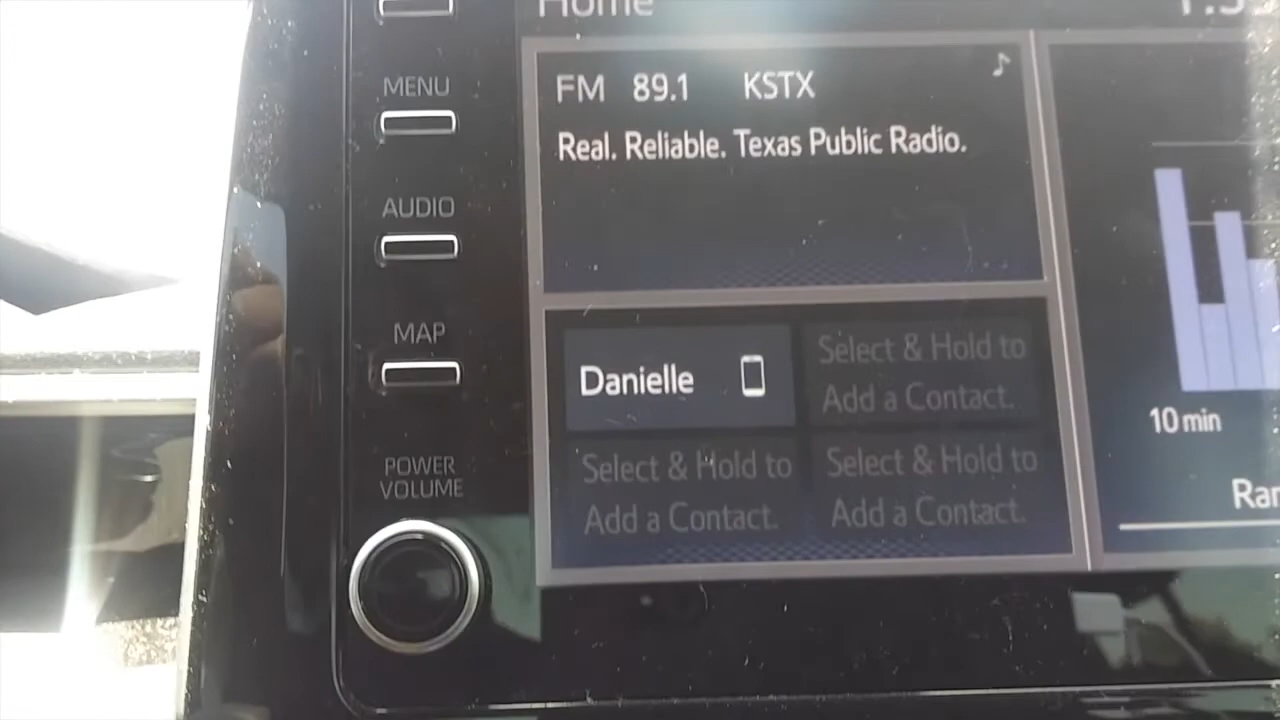 Home
MENU
FM 89.1 KSTX
Real. Reliable. Texas Public Radio.
AUDIO
MAP
Danielle
Select & Hold to
Add a Contact.
Select & Hold to
Add a Contact.
Select & Hold to
Add a Contact.
10 min
POWER
VOLUME